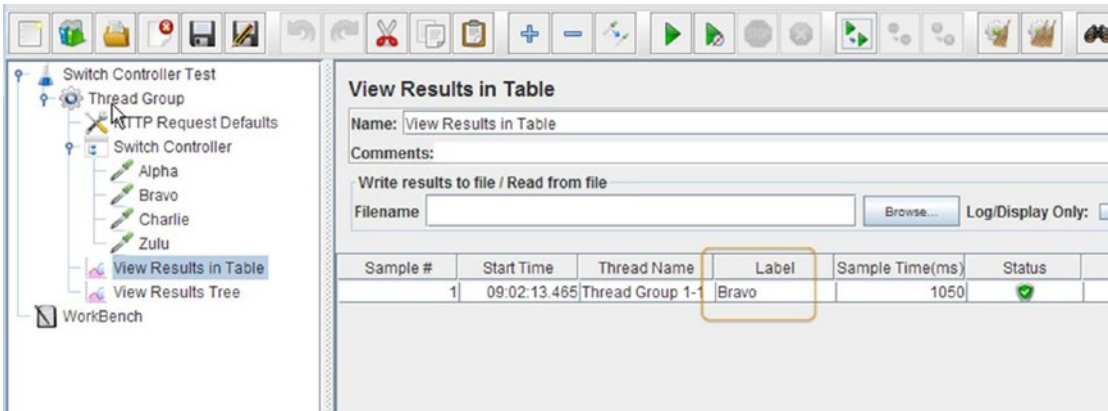 Switch Controller Test
Thread Group
HTTP Request Defaults
Switch Controller
Alpha
Bravo
Charlie
Zulu
View Results in Table
View Results Tree
WorkBench
View Results in Table
Name: View Results in Table
Comments:
Write results to file / Read from file
Filename Browse... Log/Display Only:
Sample # Start Time Thread Name Label Sample Time(ms) Status
1 09:02:13.465 Thread Group 1-1 Bravo 1050